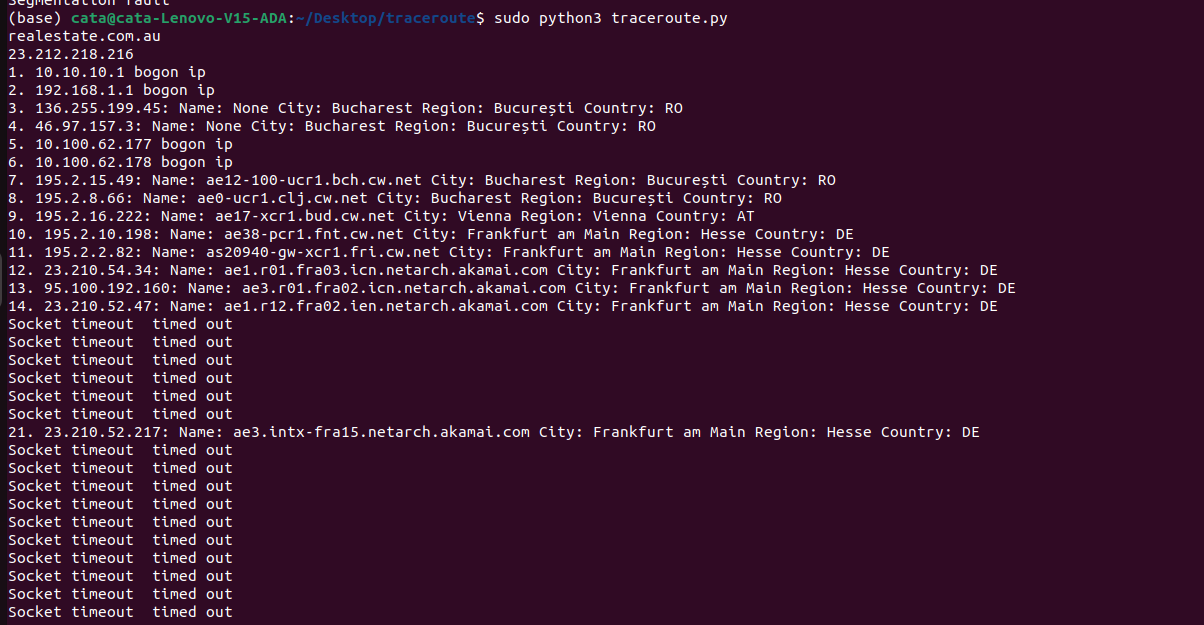 Segmentation fault
(base) cata@cata-Lenovo-V15-ADA:~/Desktop/traceroute$ sudo python3 traceroute.py
realestate.com.au
23.212.218.216
1. 10.10.10.1 bogon ip
2. 192.168.1.1 bogon ip
3. 136.255.199.45: Name: None City: Bucharest Region: București Country: RO
4. 46.97.157.3: Name: None City: Bucharest Region: București Country: RO
5. 10.100.62.177 bogon ip
6. 10.100.62.178 bogon ip
7. 195.2.15.49: Name: ae12-100-ucr1.bch.cw.net City: Bucharest Region: București Country: RO
8. 195.2.8.66: Name: ae0-ucr1.clj.cw.net City: Bucharest Region: București Country: RO
9. 195.2.16.222: Name: ae17-xcr1.bud.cw.net City: Vienna Region: Vienna Country: AT
10. 195.2.10.198: Name: ae38-pcr1.fnt.cw.net City: Frankfurt am Main Region: Hesse Country: DE
11. 195.2.2.82: Name: as20940-gw-xcr1.fri.cw.net City: Frankfurt am Main Region: Hesse Country: DE
12. 23.210.54.34: Name: ae1.r01.fra03.icn.netarch.akamai.com City: Frankfurt am Main Region: Hesse Country: DE
13. 95.100.192.160: Name: ae3.r01.fra02.icn.netarch.akamai.com City: Frankfurt am Main Region: Hesse Country: DE
14. 23.210.52.47: Name: ae1.r12.fra02.ien.netarch.akamai.com City: Frankfurt am Main Region: Hesse Country: DE
Socket timeout  timed out
Socket timeout  timed out
Socket timeout  timed out
Socket timeout  timed out
Socket timeout  timed out
Socket timeout  timed out
21. 23.210.52.217: Name: ae3.intx-fra15.netarch.akamai.com City: Frankfurt am Main Region: Hesse Country: DE
Socket timeout  timed out
Socket timeout  timed out
Socket timeout  timed out
Socket timeout  timed out
Socket timeout  timed out
Socket timeout  timed out
Socket timeout  timed out
Socket timeout  timed out
Socket timeout  timed out
Socket timeout  timed out